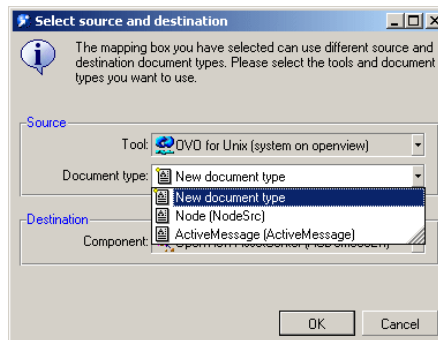 Select source and destination
The mapping box you have selected can use different source and
destination document types. Please select the tools and document
types you want to use.
Source
Tool: OVO for Unix (system on openview)
Document type: New document type
New document type
Node (NodeSrc)
ActiveMessage (ActiveMessage)
Destination
Component:
OK Cancel